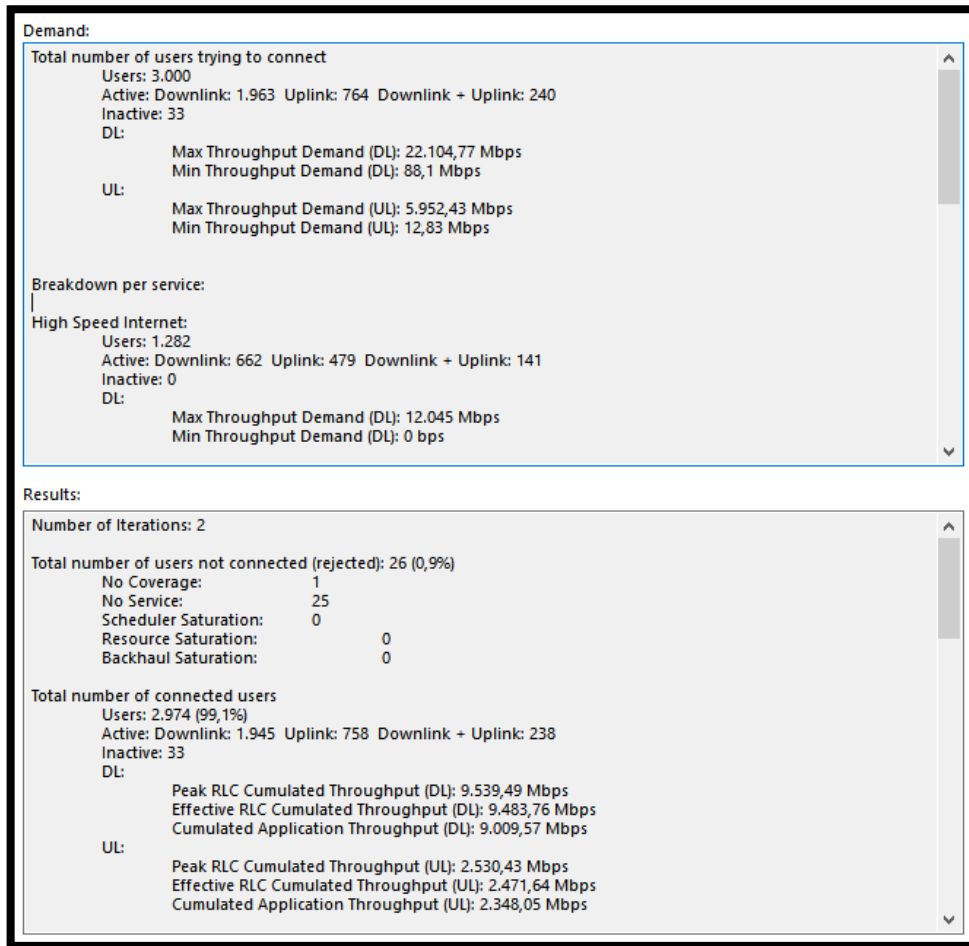 Demand:
Total number of users trying to connect
Users: 3.000
Active: Downlink: 1.963 Uplink: 764 Downlink + Uplink: 240
Inactive: 33
DL:
Max Throughput Demand (DL): 22.104,77 Mbps
Min Throughput Demand (DL): 88,1 Mbps
UL:
Max Throughput Demand (UL): 5.952,43 Mbps
Min Throughput Demand (UL): 12,83 Mbps
Breakdown per service:
High Speed Internet:
Users: 1.282
Active: Downlink: 662 Uplink: 479 Downlink + Uplink: 141
Inactive: 0
DL:
Max Throughput Demand (DL): 12.045 Mbps
Min Throughput Demand (DL): 0 bps
Results:
Number of Iterations: 2
Total number of users not connected (rejected): 26 (0,9%)
No Coverage: 1
No Service: 25
Scheduler Saturation: 0
Resource Saturation: 0
Backhaul Saturation: 0
Total number of connected users
Users: 2.974 (99,1%)
Active: Downlink: 1.945 Uplink: 758 Downlink + Uplink: 238
Inactive: 33
DL:
Peak RLC Cumulated Throughput (DL): 9.539,49 Mbps
Effective RLC Cumulated Throughput (DL): 9.483,76 Mbps
Cumulated Application Throughput (DL): 9.009,57 Mbps
UL:
Peak RLC Cumulated Throughput (UL): 2.530,43 Mbps
Effective RLC Cumulated Throughput (UL): 2.471,64 Mbps
Cumulated Application Throughput (UL): 2.348,05 Mbps